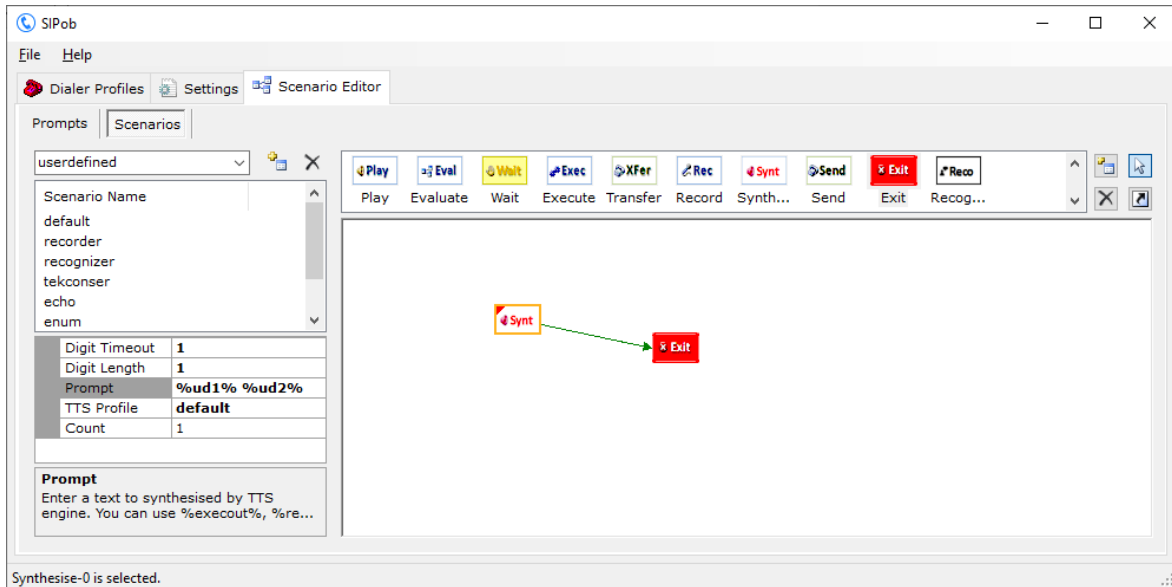 SIPob
File Help
Dialer Profiles Settings Scenario Editor
Prompts Scenarios
userdefined
Scenario Name
default
recorder
recognizer
tekconser
echo
enum
Digit Timeout 1
Digit Length 1
Prompt %ud1% %ud2%
TTS Profile default
Count 1
Prompt
Enter a text to synthesised by TTS
engine. You can use %execout%, %re...
Play Eval Wait Exec XFer Rec Synt Send Exit Reco
Play Evaluate Wait Execute Transfer Record Synth... Send Exit Recog...
Synt
Exit
Synthesise-0 is selected.